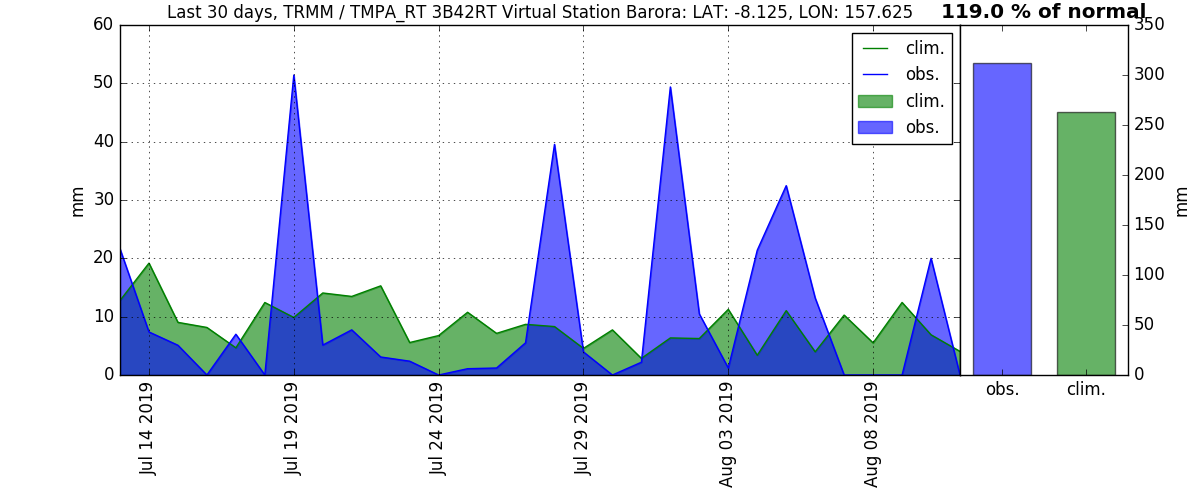 Last 30 days, TRMM / TMPA_RT 3B42RT Virtual Station Barora: LAT: -8.125, LON: 157.625
119.0 % of normal
60
50
40
30
20
10
0
mm
clim.
obs.
clim.
obs.
350
300
250
200
150
100
50
0
mm
Jul 14 2019
Jul 19 2019
Jul 24 2019
Jul 29 2019
Aug 03 2019
Aug 08 2019
obs.
clim.